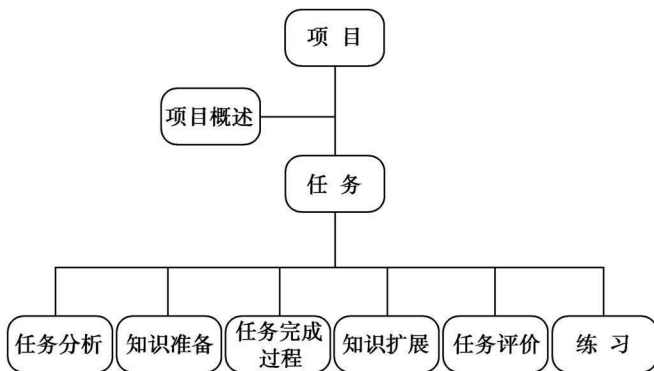 项 目
项目概述
任 务
任务分析
知识准备
任务完成
过程
知识扩展
任务评价
练 习